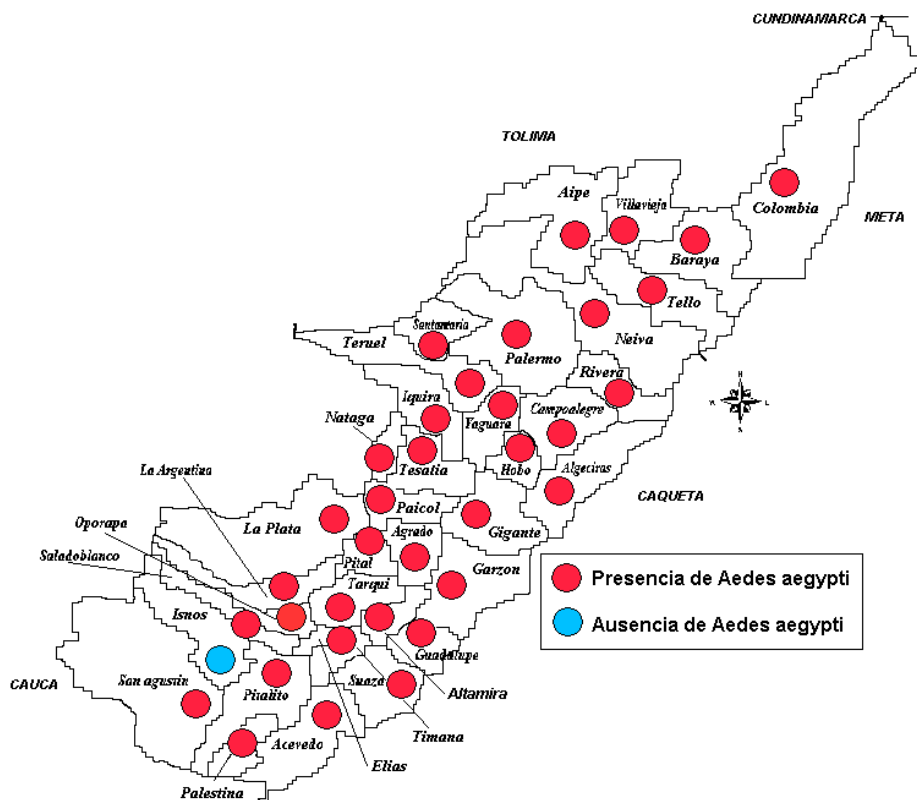 CUNDINAMARCA
TOLIMA
Aipe
Villavieja
Colombia
META
Baraya
Tello
Santamaria
Teruel
Palermo
Neiva
Rivera
Iquira
Yaguara
Campoalegre
N
W
L
S
Nataga
Tesatia
Hobo
Algeciras
La Argentina
CAQUETA
Paicol
Oporapa
La Plata
Agrado
Gigante
Saladoblanco
Pital
Garzon
Tarqui
Presencia de Aedes aegypti
Isnos
Ausencia de Aedes aegypti
Guadalupe
CAUCA
San agustin
Pitalito
Suaza
Altamira
Acevedo
Timana
Elias
Palestina